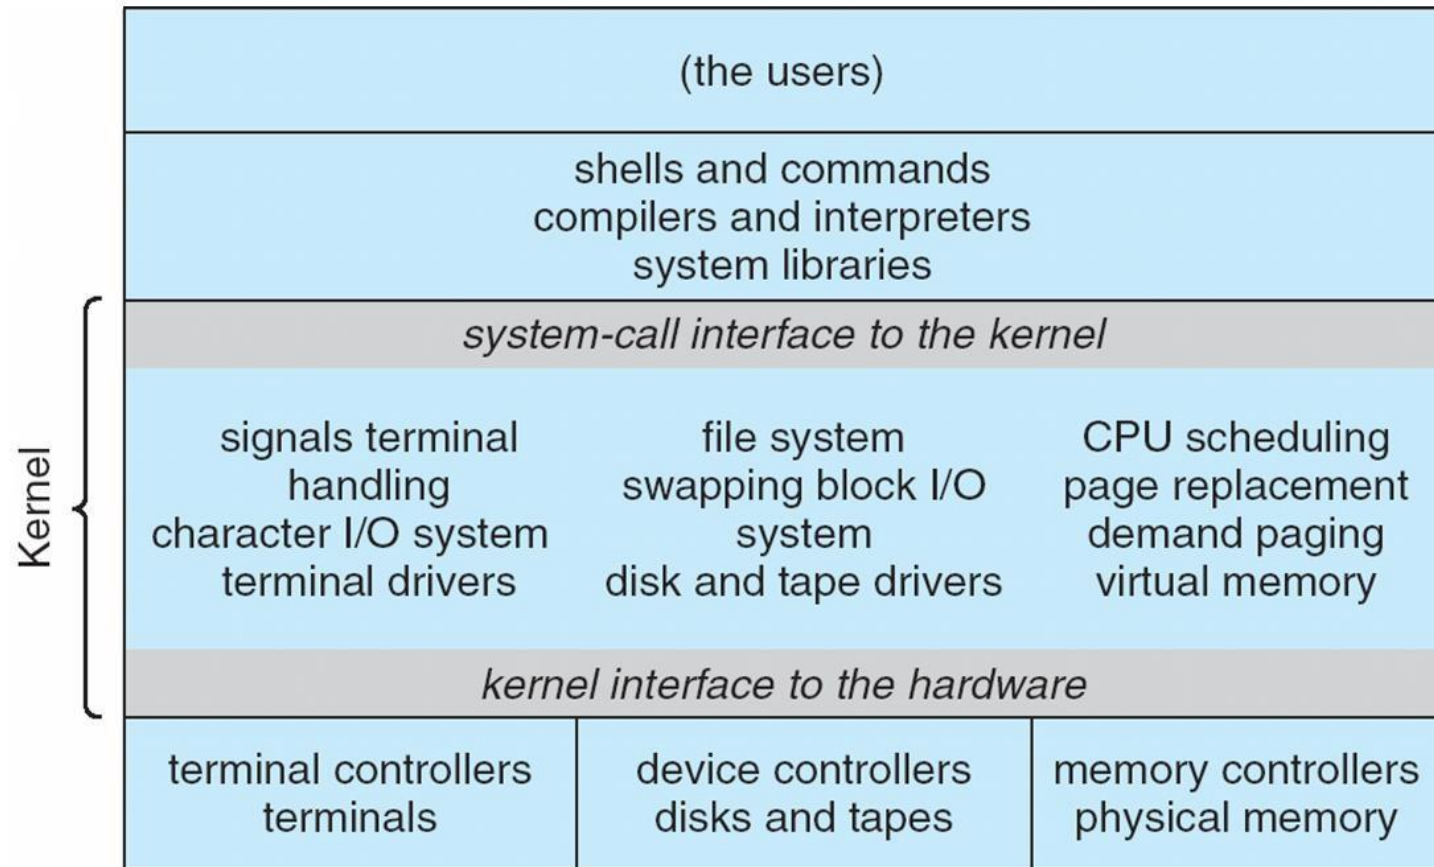 (the users)
shells and commands
compilers and interpreters
system libraries
Kernel
system-call interface to the kernel
signals terminal
handling
character I/O system
terminal drivers
file system
swapping block I/O
system
disk and tape drivers
CPU scheduling
page replacement
demand paging
virtual memory
kernel interface to the hardware
terminal controllers
terminals
device controllers
disks and tapes
memory controllers
physical memory